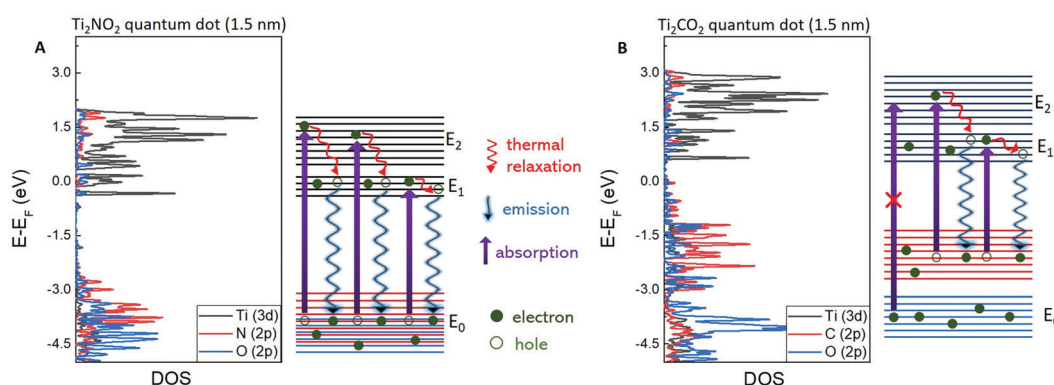 Ti₂NO₂ quantum dot (1.5 nm)
A
E-E_F (eV)
3.0
1.5
0.0
-1.5
-3.0
-4.5
Ti (3d)
N (2p)
O (2p)
DOS
E₂
E₁
E₀
thermal
relaxation
emission
absorption
electron
hole
Ti₂CO₂ quantum dot (1.5 nm)
B
E-E_F (eV)
3.0
1.5
0.0
-1.5
-3.0
-4.5
Ti (3d)
C (2p)
O (2p)
DOS
E₂
E₁